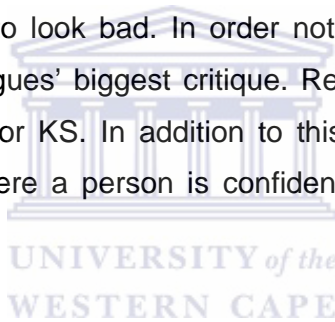 o look bad. In order not
gues' biggest critique. Re
or KS. In addition to this
ere a person is confiden
UNIVERSITY of the
WESTERN CAPE